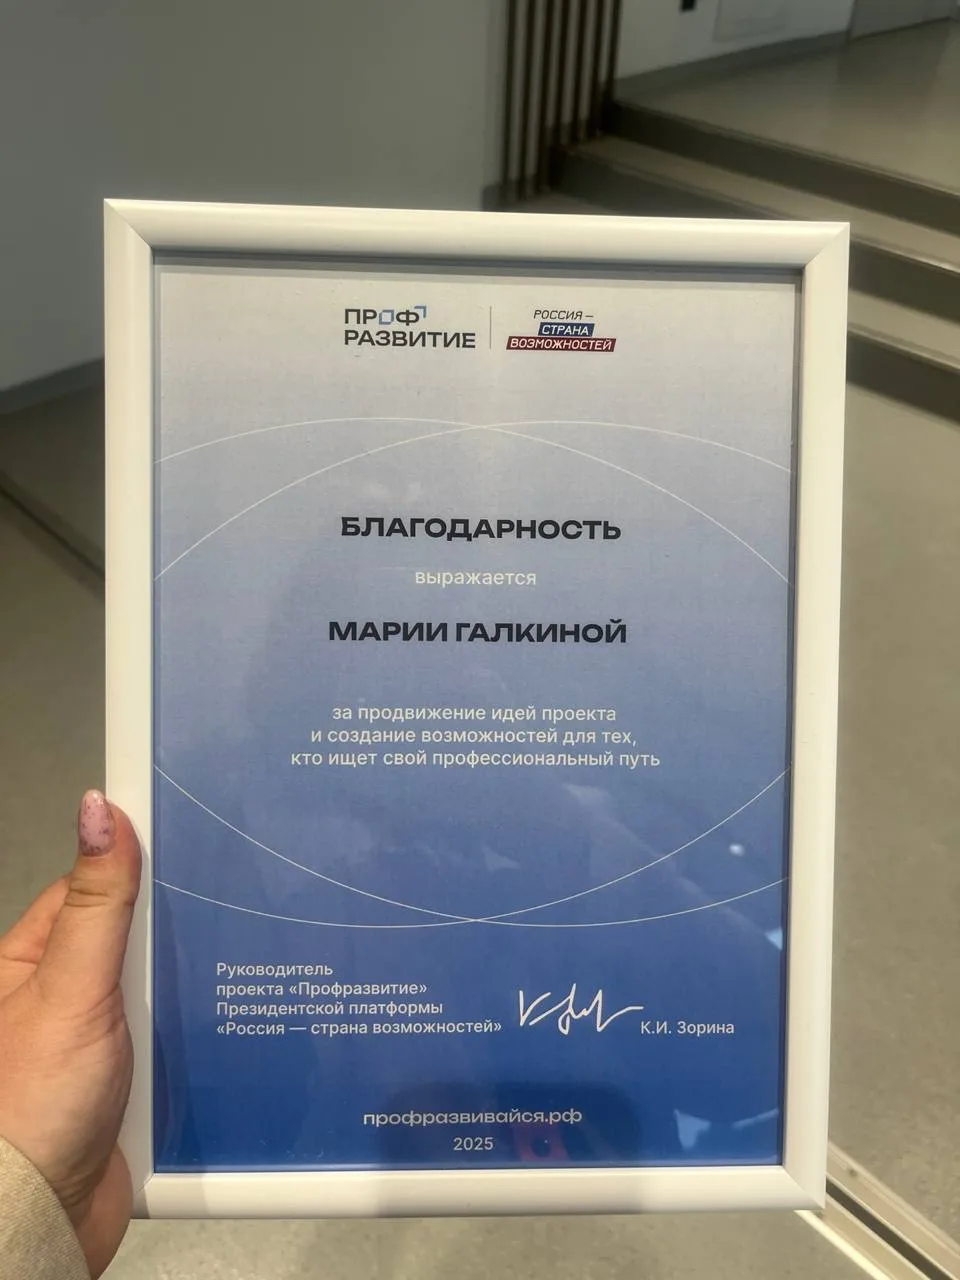 ПРОФ
РАЗВИТИЕ
РОССИЯ –
СТРАНА
ВОЗМОЖНОСТЕЙ
БЛАГОДАРНОСТЬ
выражается
МАРИИ ГАЛКИНОЙ
за продвижение идей проекта
и создание возможностей для тех,
кто ищет свой профессиональный путь
Руководитель
проекта «Профразвитие»
Президентской платформы
«Россия — страна возможностей»
К.И. Зорина
профразвивайся.рф
2025